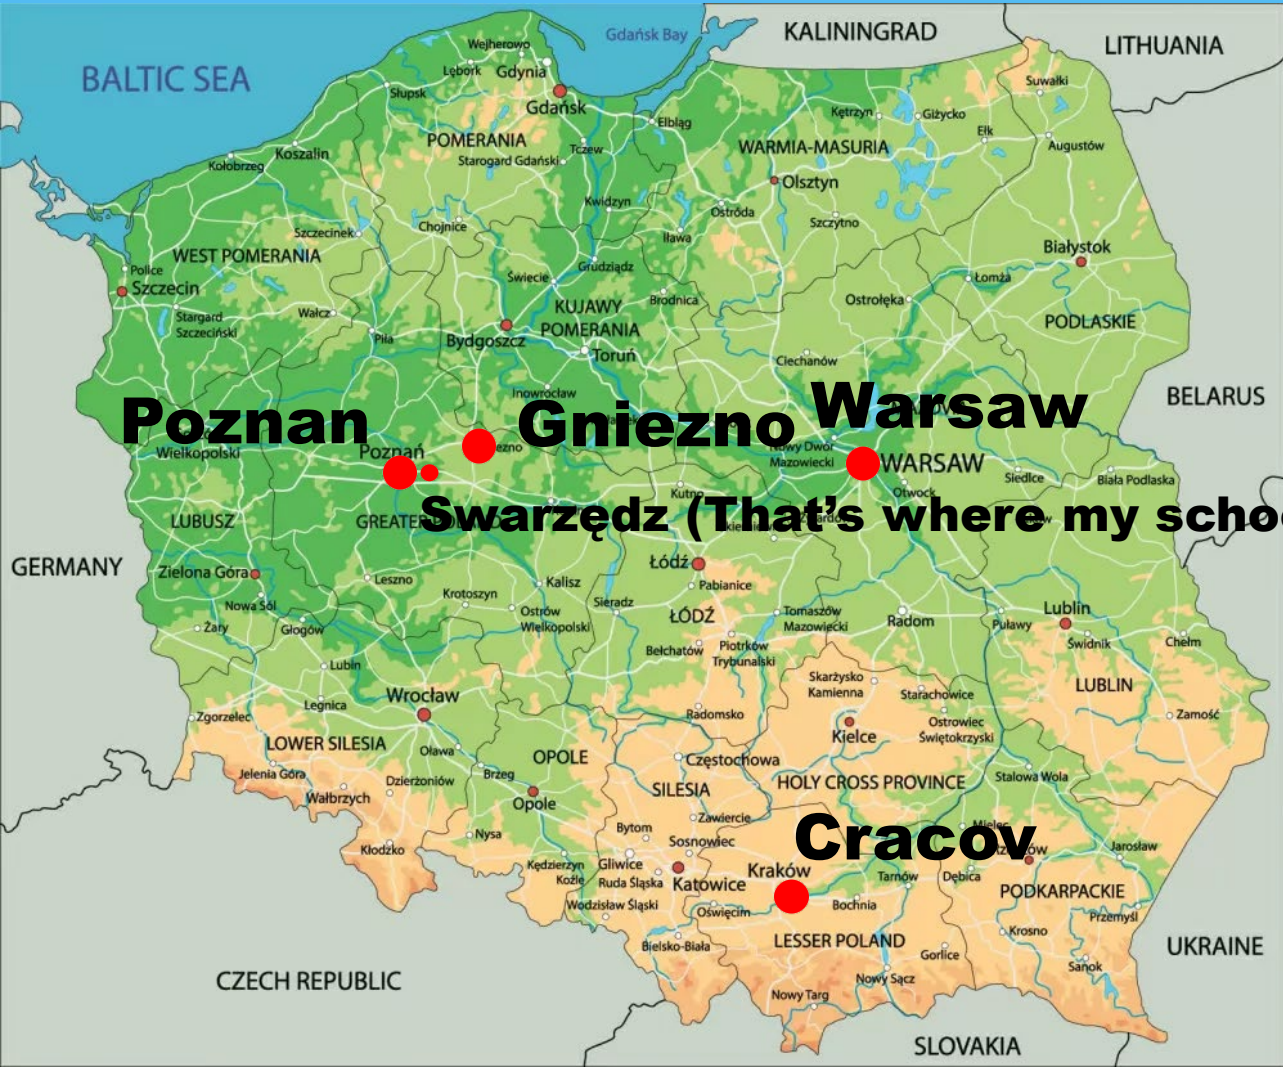 Gdańsk Bay
KALININGRAD
LITHUANIA
BALTIC SEA
Wejherowo
Lębork
Gdynia
Słupsk
Gdańsk
Suwałki
Kętrzyn
Giżycko
Elbląg
Ełk
Augustów
POMERANIA
WARMIA-MASURIA
Koszalin
Kołobrzeg
Starogard Gdański
Tczew
Olsztyn
Kwidzyn
Ostróda
Szczytno
Chojnice
Szczecinek
Iława
Białystok
WEST POMERANIA
Police
Szczecin
Świecie
Grudziądz
Łomża
Brodnica
Ostrołęka
KUJAWY
POMERANIA
Stargard
Szczeciński
Wałcz
Piła
Bydgoszcz
Toruń
PODLASKIE
Ciechanów
BELARUS
Inowrocław
Poznan
Gniezno
Warsaw
Wielkopolski
Poznań
ezno
Nowy Dwór
Mazowiecki
WARSAW
Siedlce
Biała Podlaska
Kutno
Otwock
LUBUSZ
GREATER
Swarzędz (That's where my schoo
GERMANY
Zielona Góra
Leszno
Kalisz
Łódź
Pabianice
Krotoszyn
Sieradz
Nowa Sól
Ostrów
Wielkopolski
ŁÓDŹ
Tomaszów
Mazowiecki
Radom
Puławy
Lublin
Świdnik
Chełm
Żary
Głogów
Bełchatów
Piotrków
Trybunalski
Lubin
Skarżysko
Kamienna
Starachowice
LUBLIN
Wrocław
Legnica
Zgorzelec
Radomsko
Ostrowiec
Świętokrzyski
Zamość
Kielce
LOWER SILESIA
Oława
OPOLE
Częstochowa
Jelenia Góra
Dzierżoniów
Brzeg
HOLY CROSS PROVINCE
Stalowa Wola
Wałbrzych
Opole
SILESIA
Zawiercie
Cracov
Mielec
Nysa
Bytom
Sosnowiec
Jarosław
Kłodzko
Kędzierzyn
Koźle
Gliwice
Ruda Śląska
Katowice
Kraków
Tarnów
Dębica
PODKARPACKIE
Wodzisław Śląski
Oświęcim
Bochnia
Przemyśl
Krosno
Bielsko-Biała
LESSER POLAND
Gorlice
UKRAINE
Sanok
CZECH REPUBLIC
Nowy Sącz
Nowy Targ
SLOVAKIA